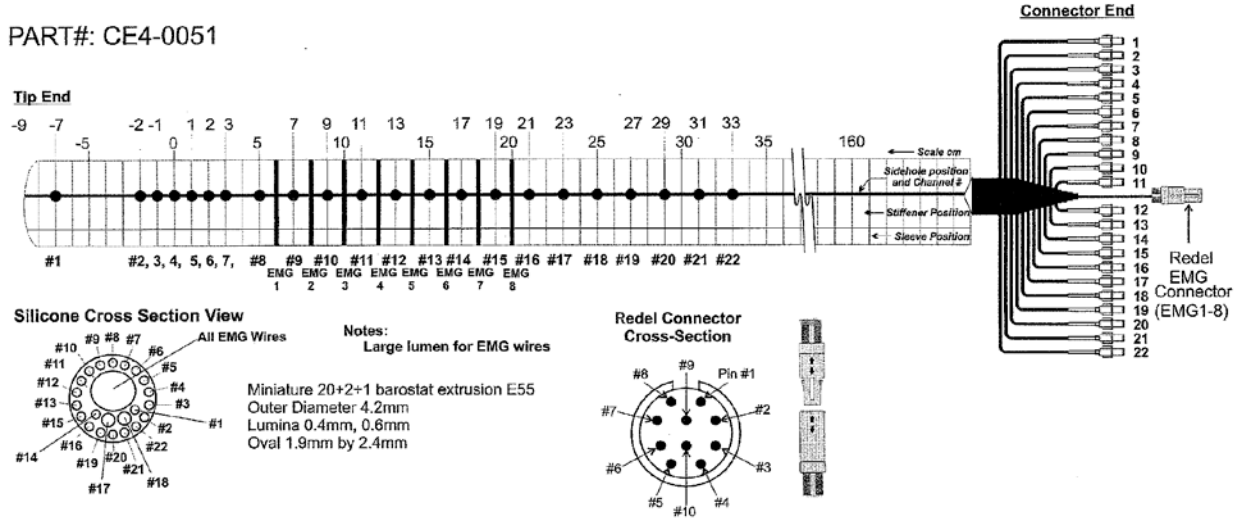 PART#: CE4-0051
Connector End
Tip End
-9 -7 -2 -1 1 2 3 7 9 11 13 17 19 21 23 27 29 31 33
-5 0 5 10 15 20 25 30 35 160
Scale cm
Sidehole position
and Channel #
Stiffener Position
Sleeve Position
#1 #2, 3, 4, 5, 6, 7, #8 #9 #10 #11 #12 #13 #14 #15 #16 #17 #18 #19 #20 #21 #22
EMG EMG EMG EMG EMG EMG EMG EMG
1 2 3 4 5 6 7 8
1
2
3
4
5
6
7
8
9
10
11
12
13
14
15
16
17
18
19
20
21
22
Redel
EMG
Connector
(EMG1-8)
Silicone Cross Section View
All EMG Wires
#8
#9 #7
#10 #6
#11 #5
#12 #4
#13 #3
#15 #2 #1
#16 #22
#14 #19 #20 #21 #18
#17
Notes:
Large lumen for EMG wires
Miniature 20+2+1 barostat extrusion E55
Outer Diameter 4.2mm
Lumina 0.4mm, 0.6mm
Oval 1.9mm by 2.4mm
Redel Connector
Cross-Section
#9
#8 Pin #1
#7 #2
#6 #3
#5 #4
#10